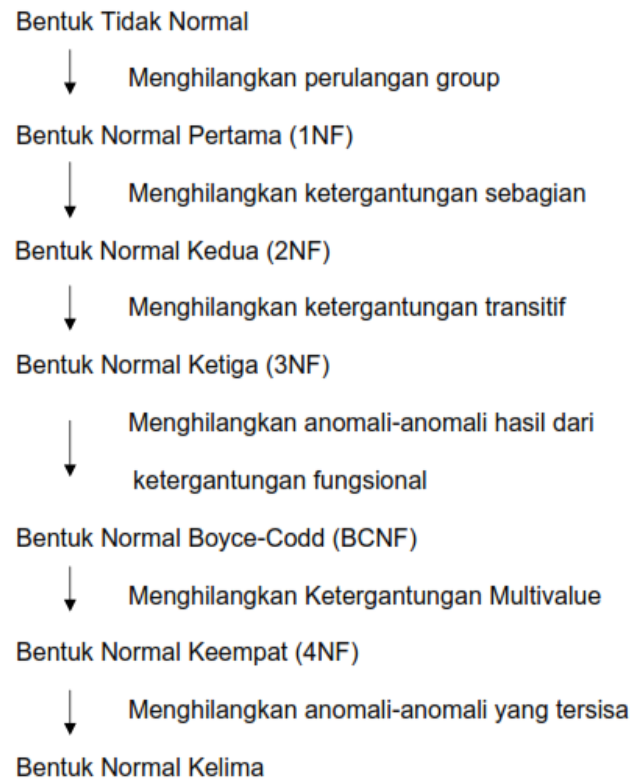 Bentuk Tidak Normal
Menghilangkan perulangan group
Bentuk Normal Pertama (1NF)
Menghilangkan ketergantungan sebagian
Bentuk Normal Kedua (2NF)
Menghilangkan ketergantungan transitif
Bentuk Normal Ketiga (3NF)
Menghilangkan anomali-anomali hasil dari
ketergantungan fungsional
Bentuk Normal Boyce-Codd (BCNF)
Menghilangkan Ketergantungan Multivalue
Bentuk Normal Keempat (4NF)
Menghilangkan anomali-anomali yang tersisa
Bentuk Normal Kelima